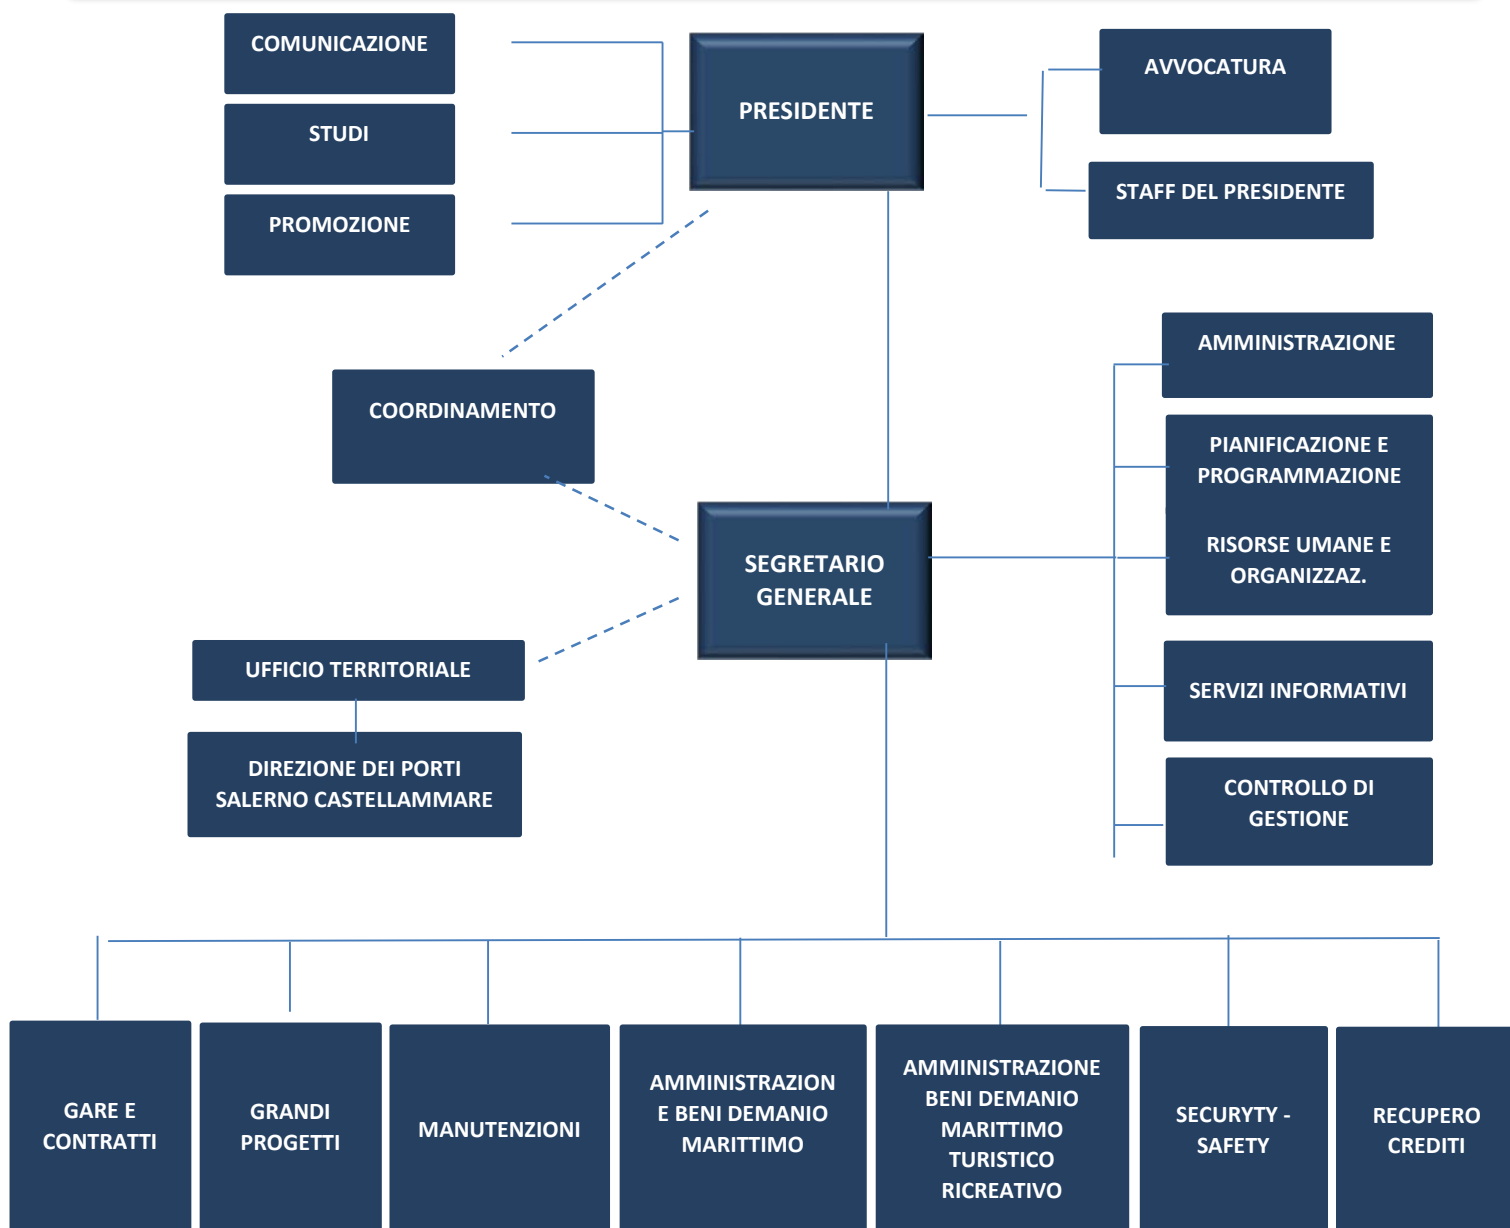 COMUNICAZIONE
STUDI
PROMOZIONE
PRESIDENTE
AVVOCATURA
STAFF DEL PRESIDENTE
COORDINAMENTO
SEGRETARIO
GENERALE
AMMINISTRAZIONE
PIANIFICAZIONE E
PROGRAMMAZIONE
RISORSE UMANE E
ORGANIZZAZ.
SERVIZI INFORMATIVI
CONTROLLO DI
GESTIONE
UFFICIO TERRITORIALE
DIREZIONE DEI PORTI
SALERNO CASTELLAMMARE
GARE E
CONTRATTI
GRANDI
PROGETTI
MANUTENZIONI
AMMINISTRAZION
E BENI DEMANIO
MARITTIMO
AMMINISTRAZIONE
BENI DEMANIO
MARITTIMO
TURISTICO
RICREATIVO
SECURYTY -
SAFETY
RECUPERO
CREDITI